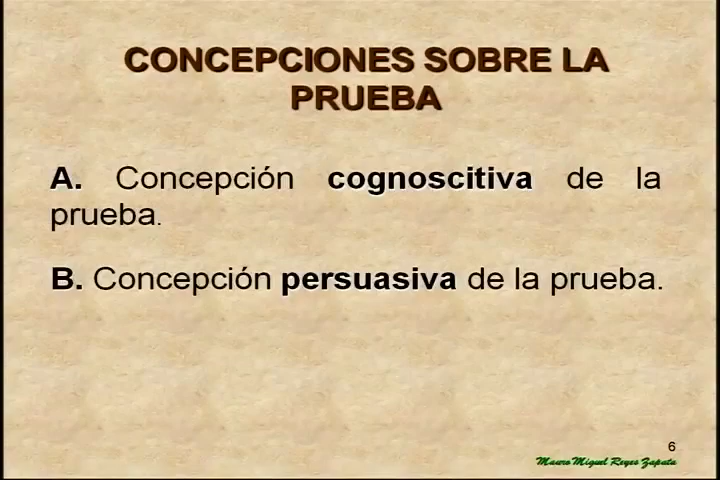 CONCEPCIONES SOBRE LA
PRUEBA
A. Concepción cognoscitiva de la
prueba.
B. Concepción persuasiva de la prueba.
6
Mauro Miguel Reyes Zapata